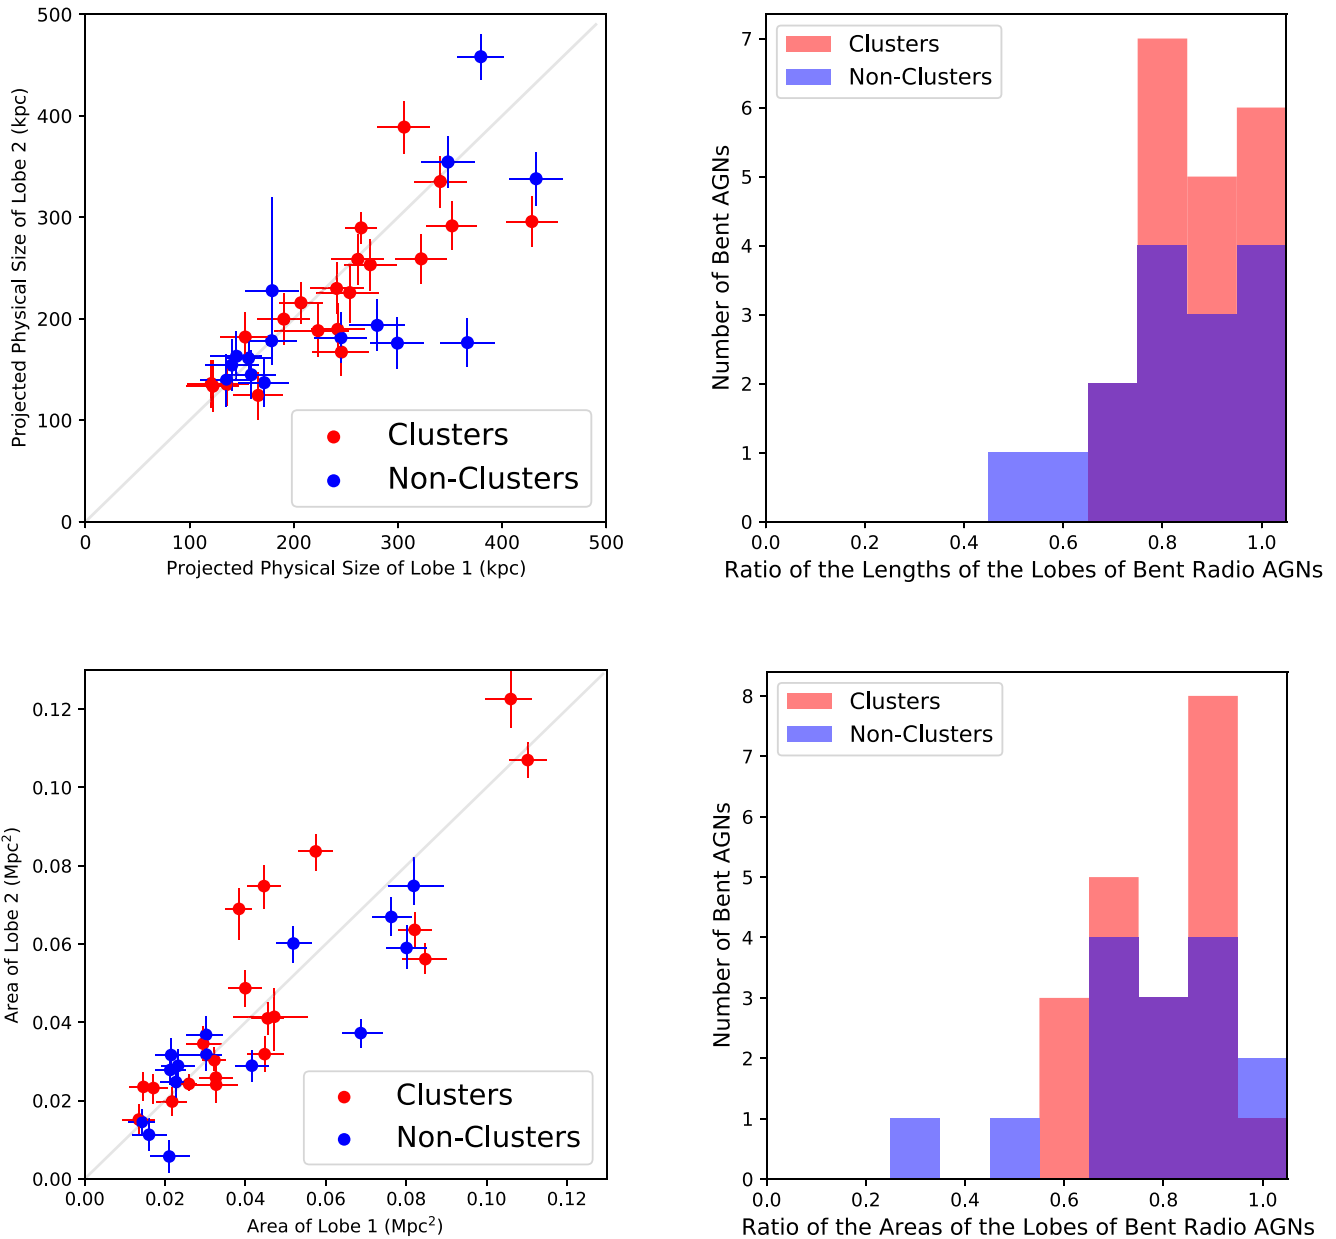 500
400
300
200
100
0
Projected Physical Size of Lobe 2 (kpc)
Clusters
Non-Clusters
0 100 200 300 400 500
Projected Physical Size of Lobe 1 (kpc)
7
6
5
4
3
2
1
0
Number of Bent AGNs
Clusters
Non-Clusters
0.0 0.2 0.4 0.6 0.8 1.0
Ratio of the Lengths of the Lobes of Bent Radio AGNs
0.12
0.10
0.08
0.06
0.04
0.02
0.00
Area of Lobe 2 (Mpc²)
Clusters
Non-Clusters
0.00 0.02 0.04 0.06 0.08 0.10 0.12
Area of Lobe 1 (Mpc²)
8
7
6
5
4
3
2
1
0
Number of Bent AGNs
Clusters
Non-Clusters
0.0 0.2 0.4 0.6 0.8 1.0
Ratio of the Areas of the Lobes of Bent Radio AGNs